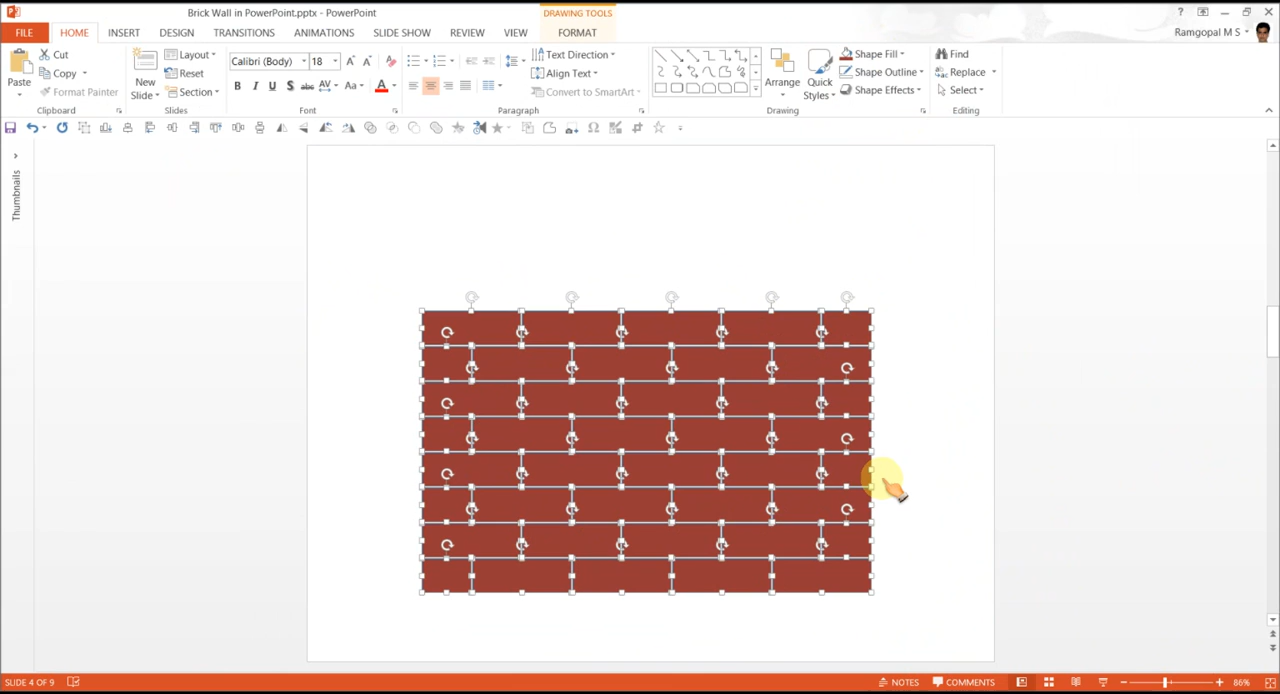 Brick Wall in PowerPoint.pptx - PowerPoint
DRAWING TOOLS
Ramgopal M S
FILE HOME INSERT DESIGN TRANSITIONS ANIMATIONS SLIDE SHOW REVIEW VIEW FORMAT
Paste
Cut
Copy
Format Painter
Clipboard
New
Slide
Layout
Reset
Section
Slides
Calibri (Body) 18
B I U S abc AV Aa A
Font
Text Direction
Align Text
Convert to SmartArt
Paragraph
Arrange
Quick
Styles
Shape Fill
Shape Outline
Shape Effects
Drawing
Find
Replace
Select
Editing
Thumbnails
SLIDE 4 OF 9
NOTES
COMMENTS
86%